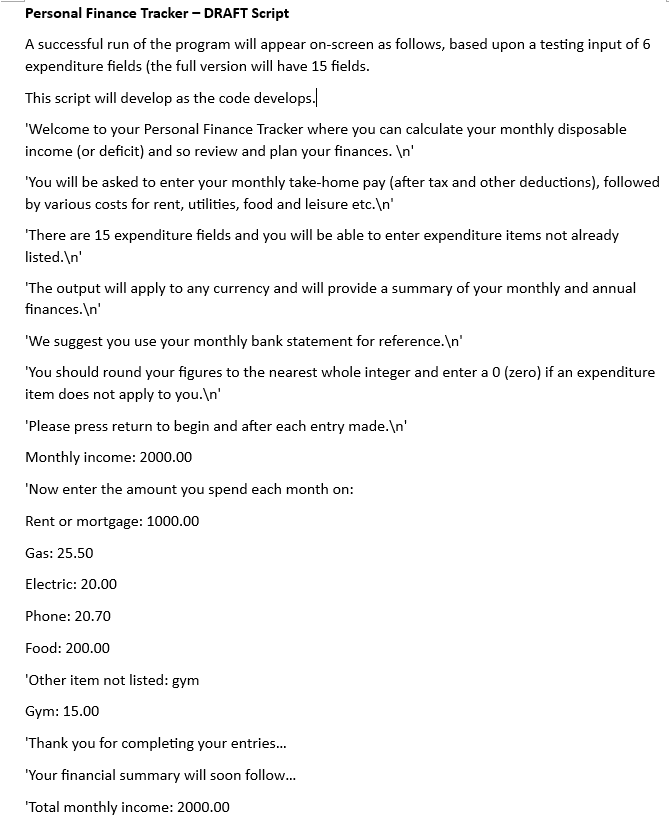 Personal Finance Tracker – DRAFT Script
A successful run of the program will appear on-screen as follows, based upon a testing input of 6
expenditure fields (the full version will have 15 fields.
This script will develop as the code develops.
'Welcome to your Personal Finance Tracker where you can calculate your monthly disposable
income (or deficit) and so review and plan your finances. \n'
'You will be asked to enter your monthly take-home pay (after tax and other deductions), followed
by various costs for rent, utilities, food and leisure etc.\n'
'There are 15 expenditure fields and you will be able to enter expenditure items not already
listed.\n'
'The output will apply to any currency and will provide a summary of your monthly and annual
finances.\n'
'We suggest you use your monthly bank statement for reference.\n'
'You should round your figures to the nearest whole integer and enter a 0 (zero) if an expenditure
item does not apply to you.\n'
'Please press return to begin and after each entry made.\n'
Monthly income: 2000.00
'Now enter the amount you spend each month on:
Rent or mortgage: 1000.00
Gas: 25.50
Electric: 20.00
Phone: 20.70
Food: 200.00
'Other item not listed: gym
Gym: 15.00
'Thank you for completing your entries...
'Your financial summary will soon follow...
'Total monthly income: 2000.00